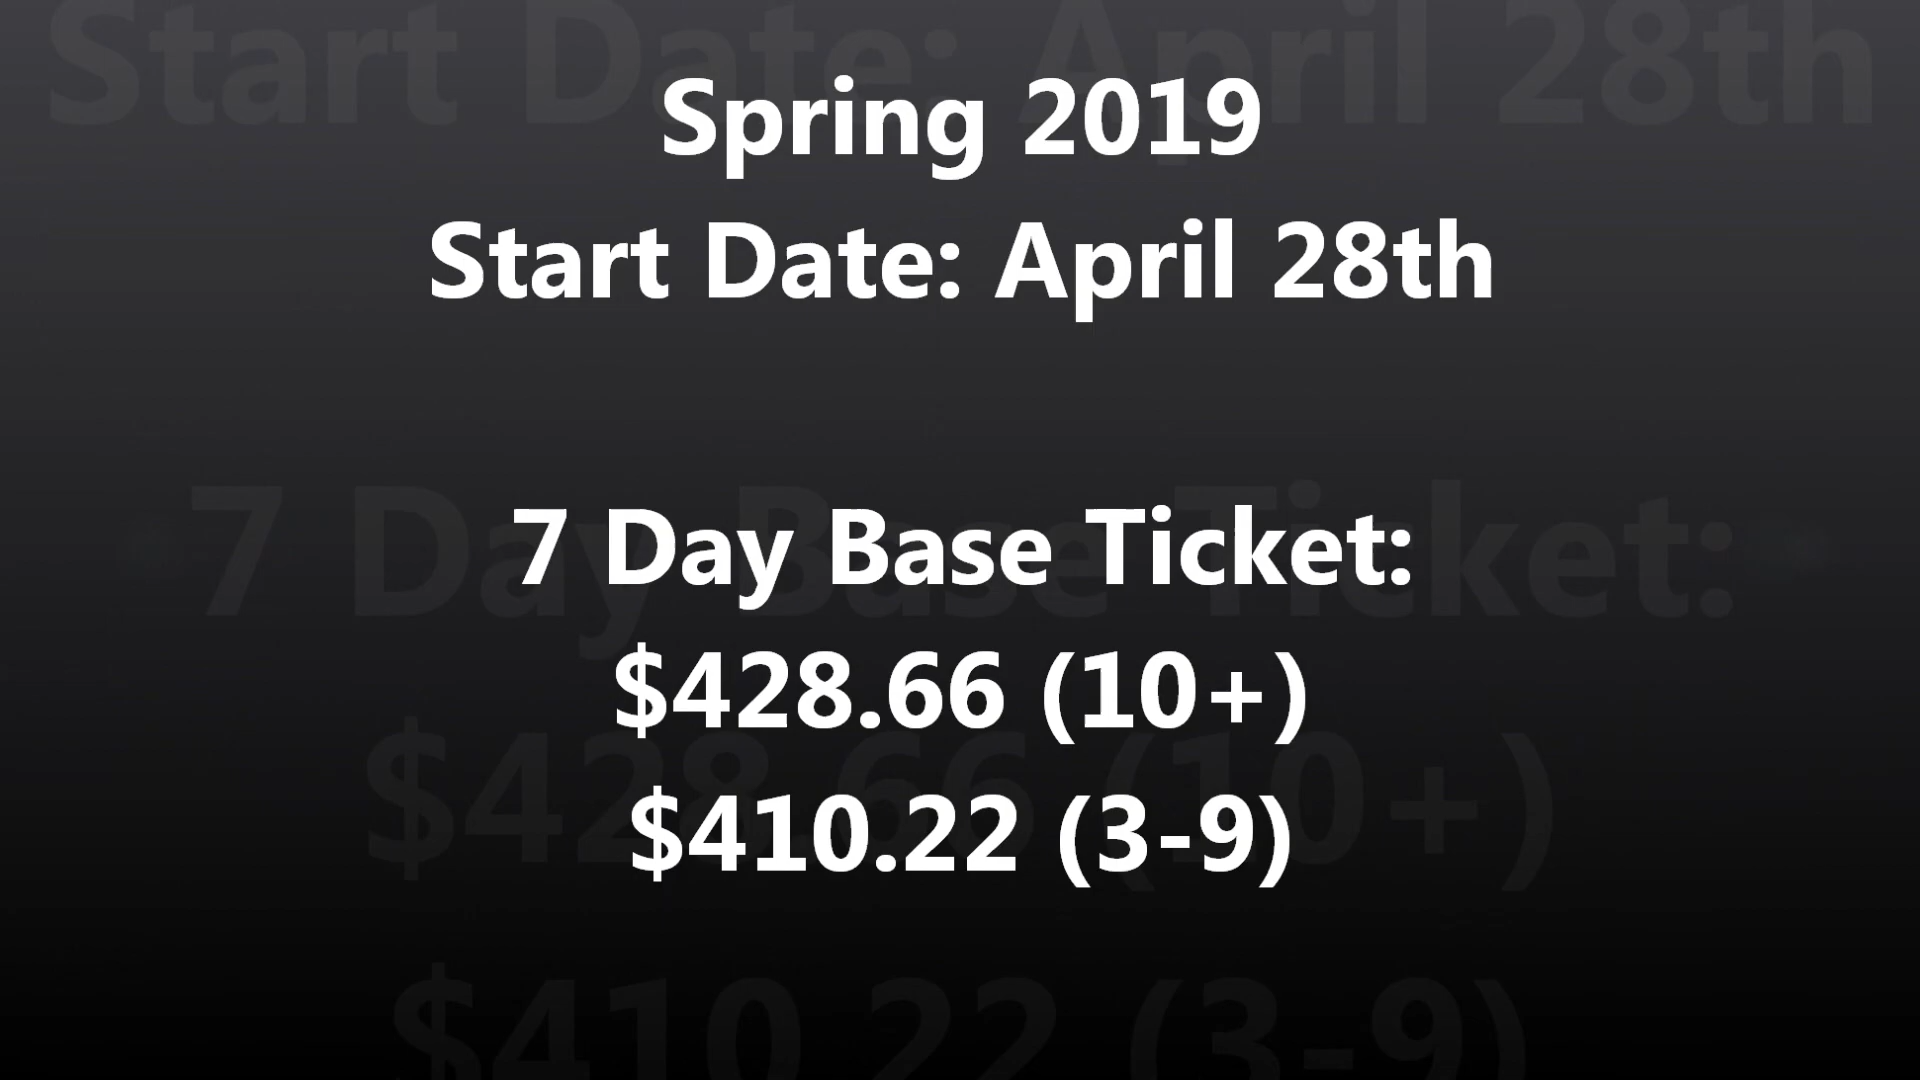 Spring 2019
Start Date: April 28th
7 Day Base Ticket:
$428.66 (10+)
$410.22 (3-9)